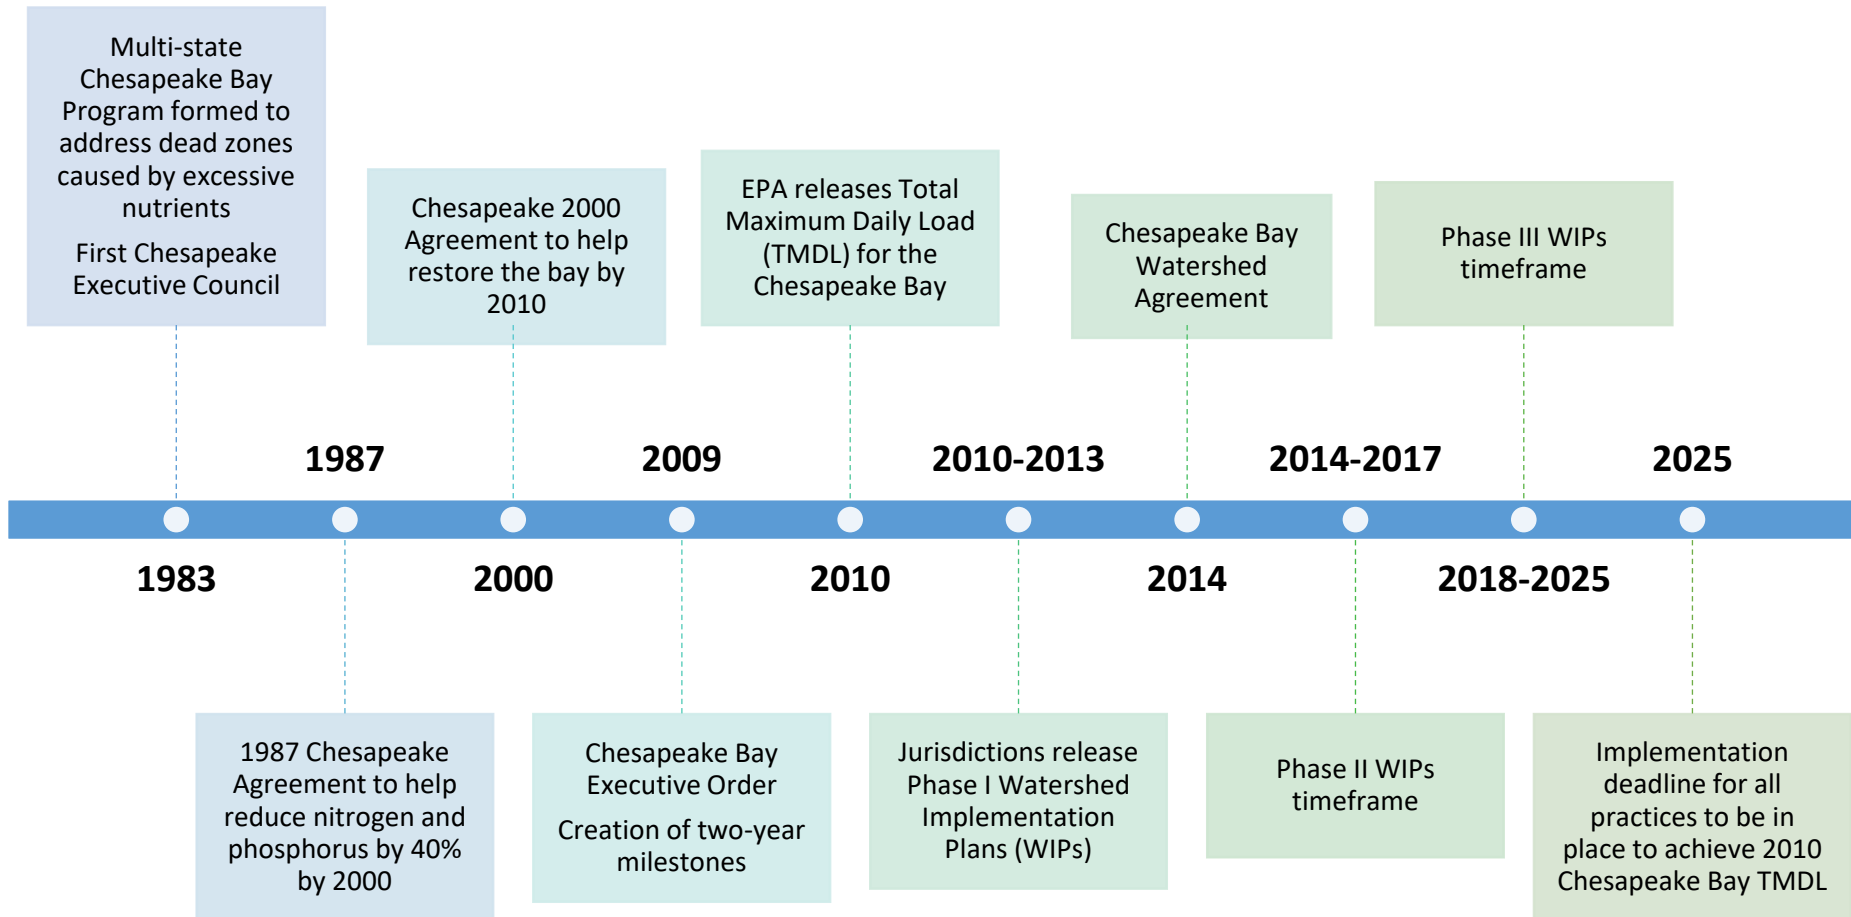 Multi-state
Chesapeake Bay
Program formed to
address dead zones
caused by excessive
nutrients
First Chesapeake
Executive Council
Chesapeake 2000
Agreement to help
restore the bay by
2010
EPA releases Total
Maximum Daily Load
(TMDL) for the
Chesapeake Bay
Chesapeake Bay
Watershed
Agreement
Phase III WIPs
timeframe
1987
2009
2010-2013
2014-2017
2025
1983
2000
2010
2014
2018-2025
1987 Chesapeake
Agreement to help
reduce nitrogen and
phosphorus by 40%
by 2000
Chesapeake Bay
Executive Order
Creation of two-year
milestones
Jurisdictions release
Phase I Watershed
Implementation
Plans (WIPs)
Phase II WIPs
timeframe
Implementation
deadline for all
practices to be in
place to achieve 2010
Chesapeake Bay TMDL